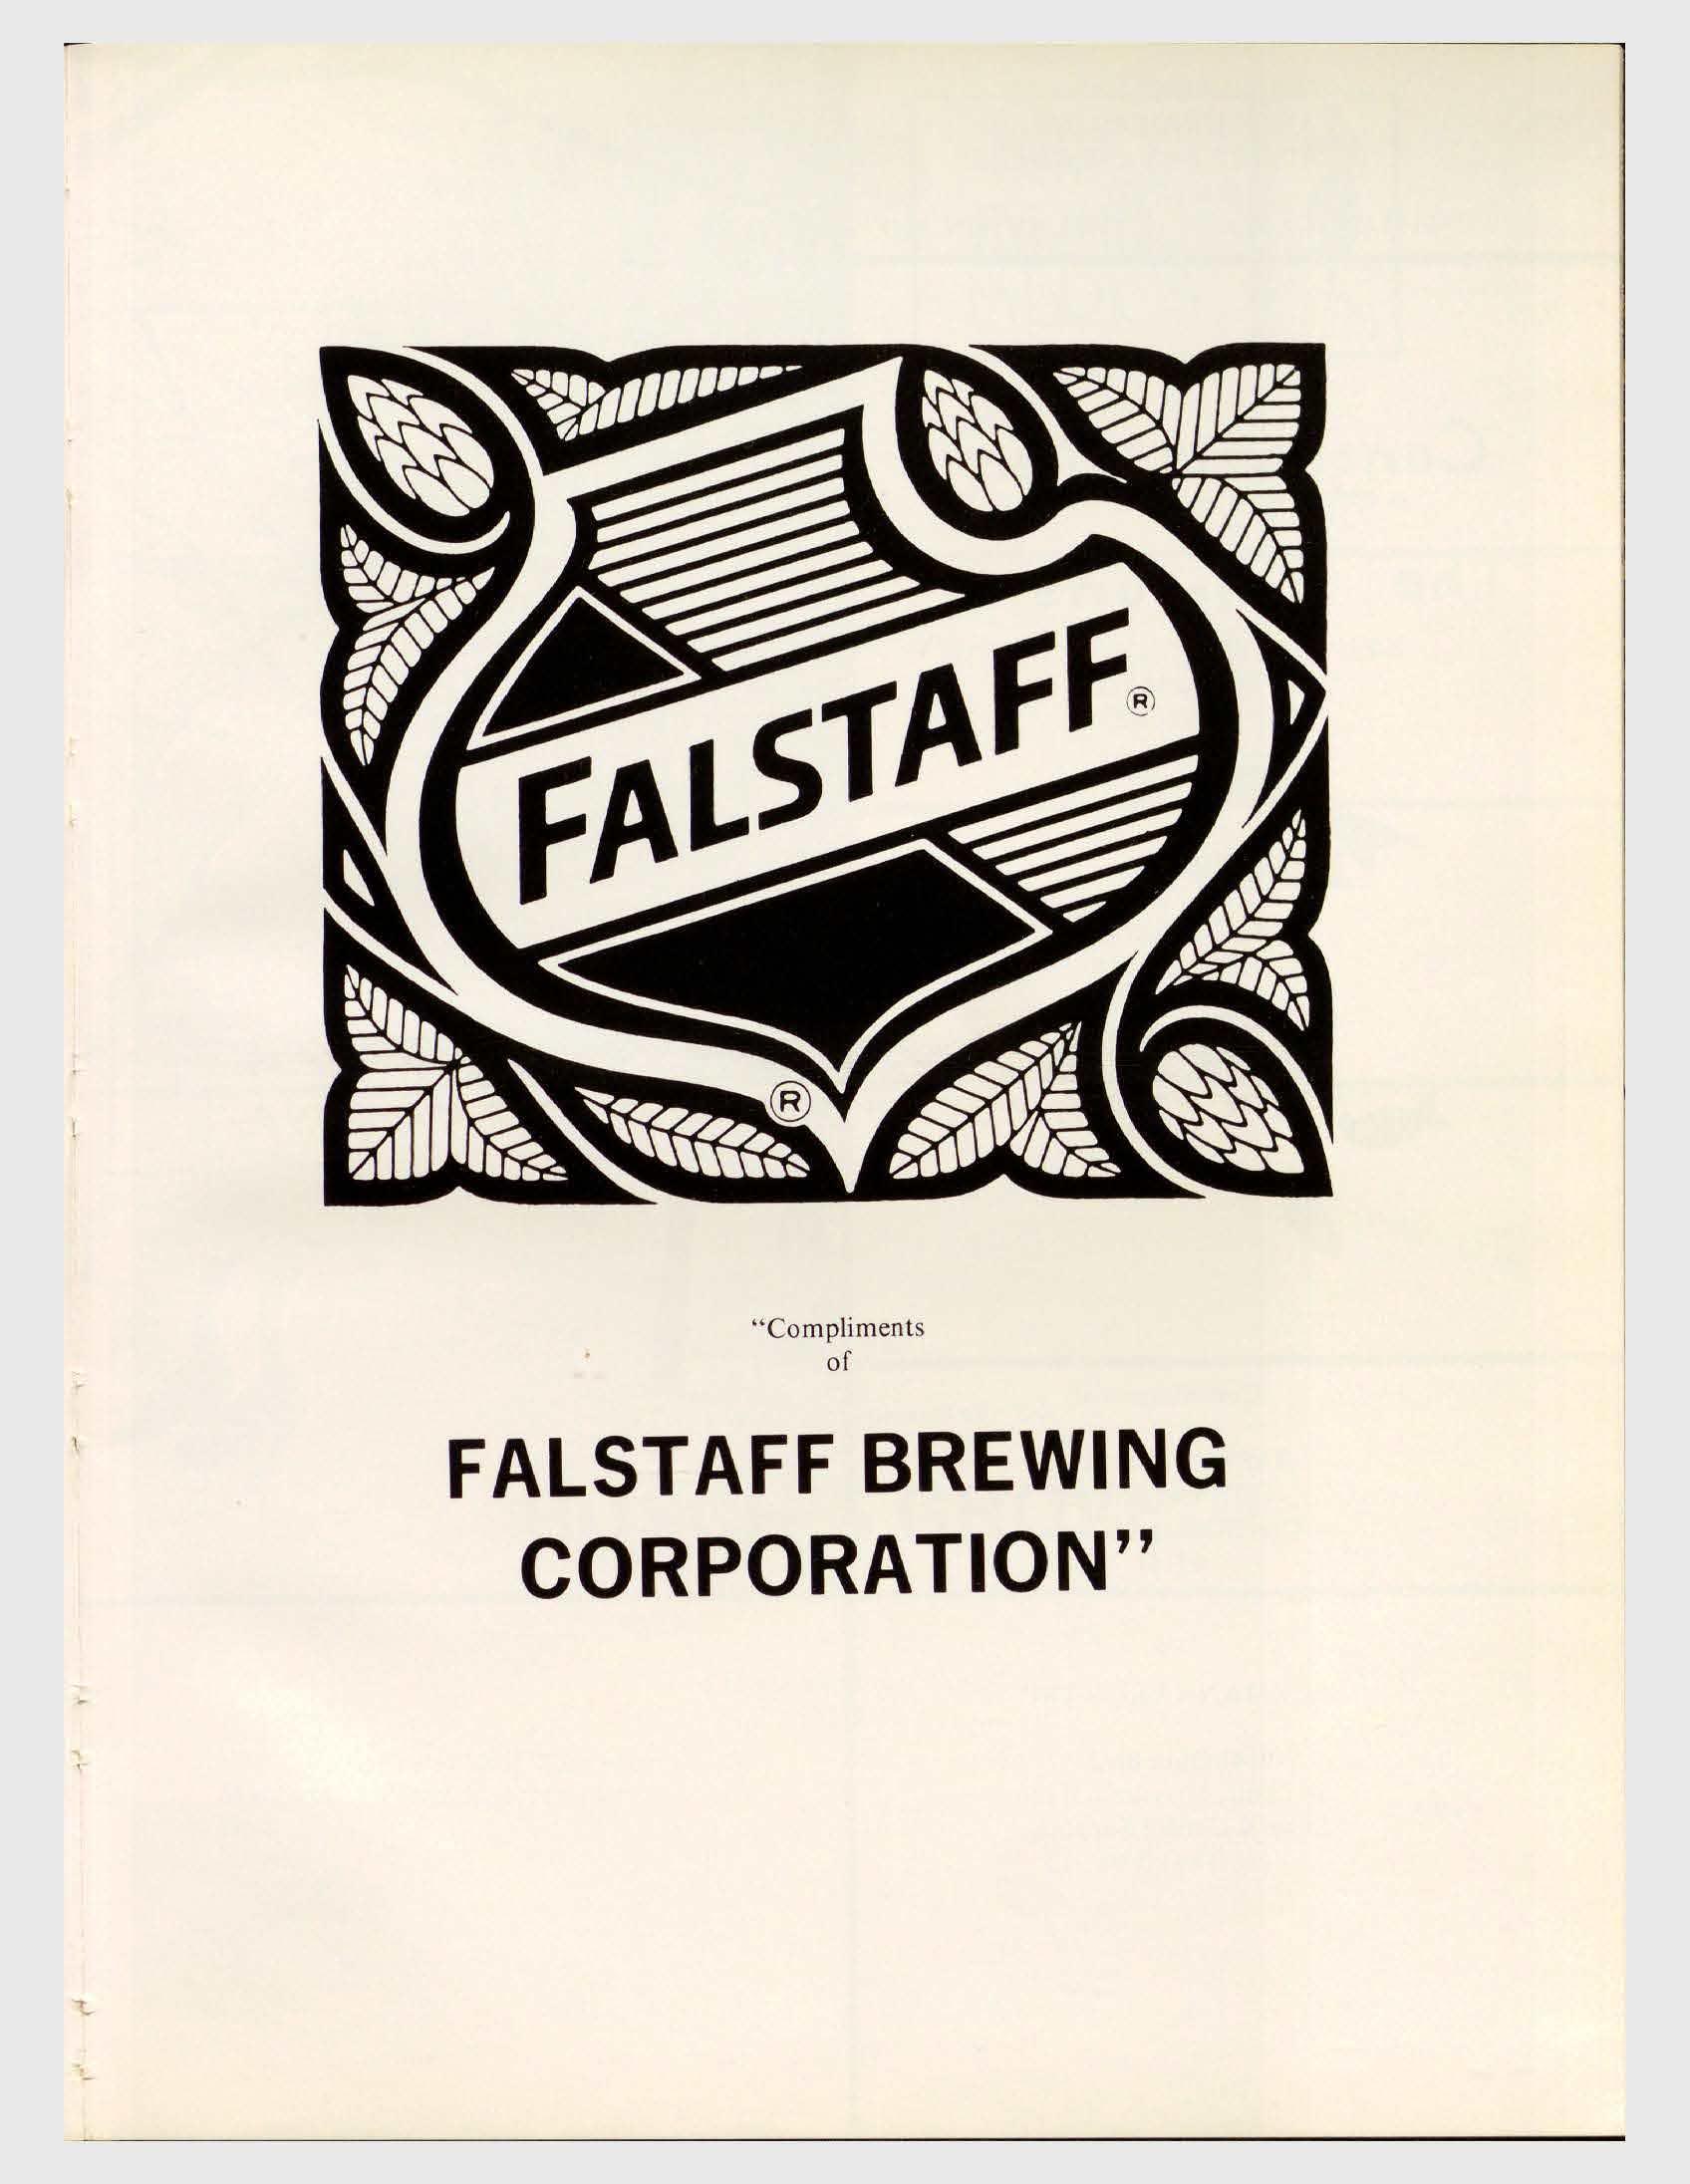 FALSTAFF®
®
“Compliments
of
FALSTAFF BREWING
CORPORATION”